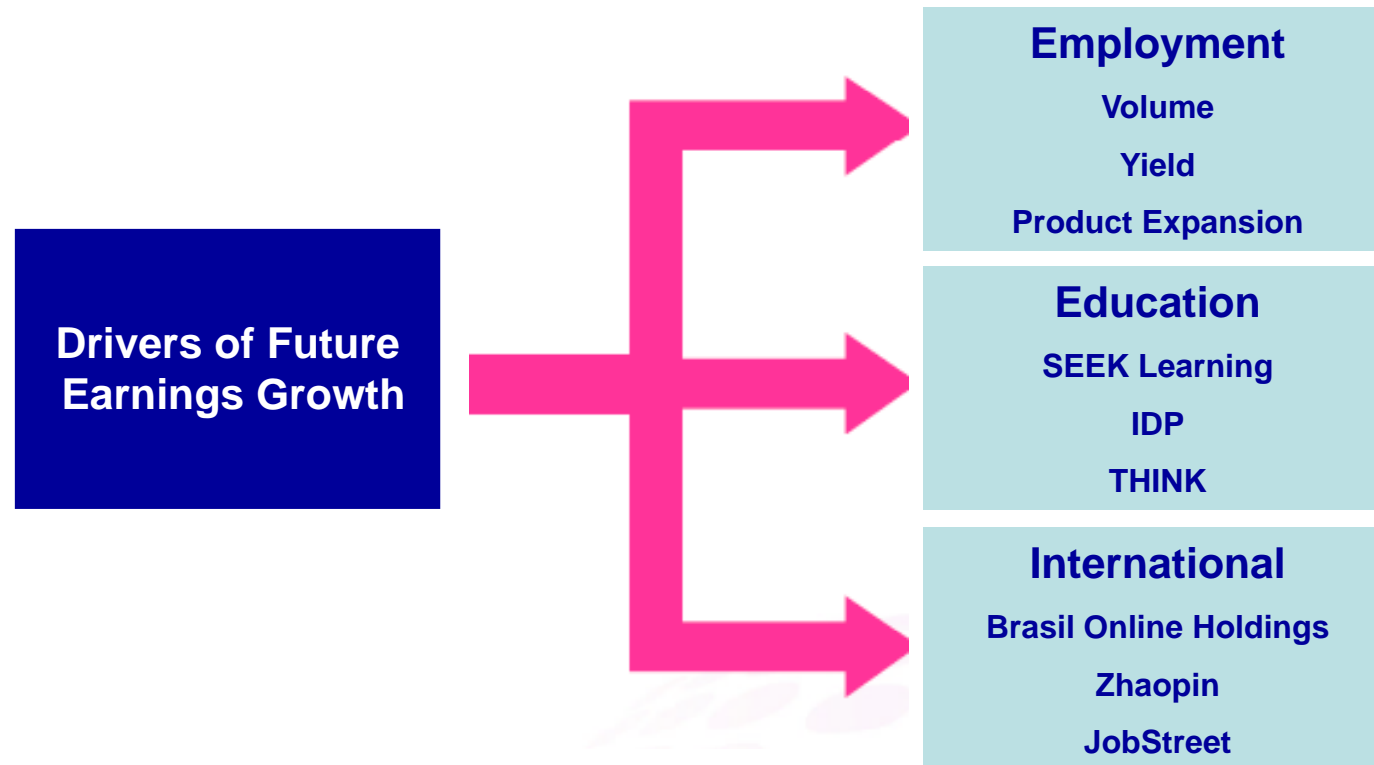 Drivers of Future
Earnings Growth
Employment
Volume
Yield
Product Expansion
Education
SEEK Learning
IDP
THINK
International
Brasil Online Holdings
Zhaopin
JobStreet